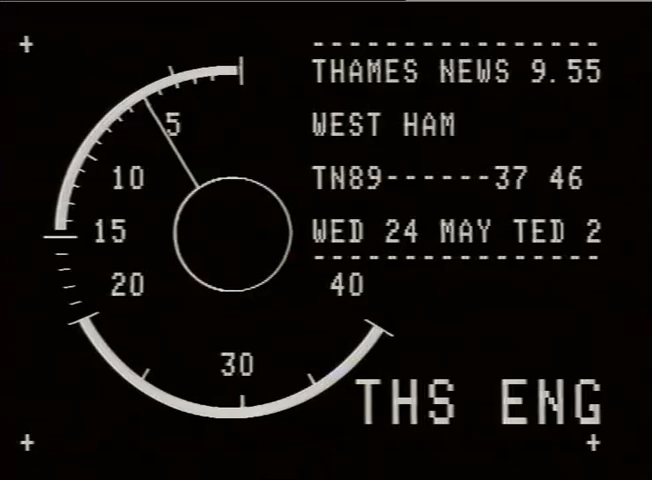 THAMES NEWS 9.55
WEST HAM
TN89------37 46
WED 24 MAY TED 2
5
10
15
20
30
40
THS ENG